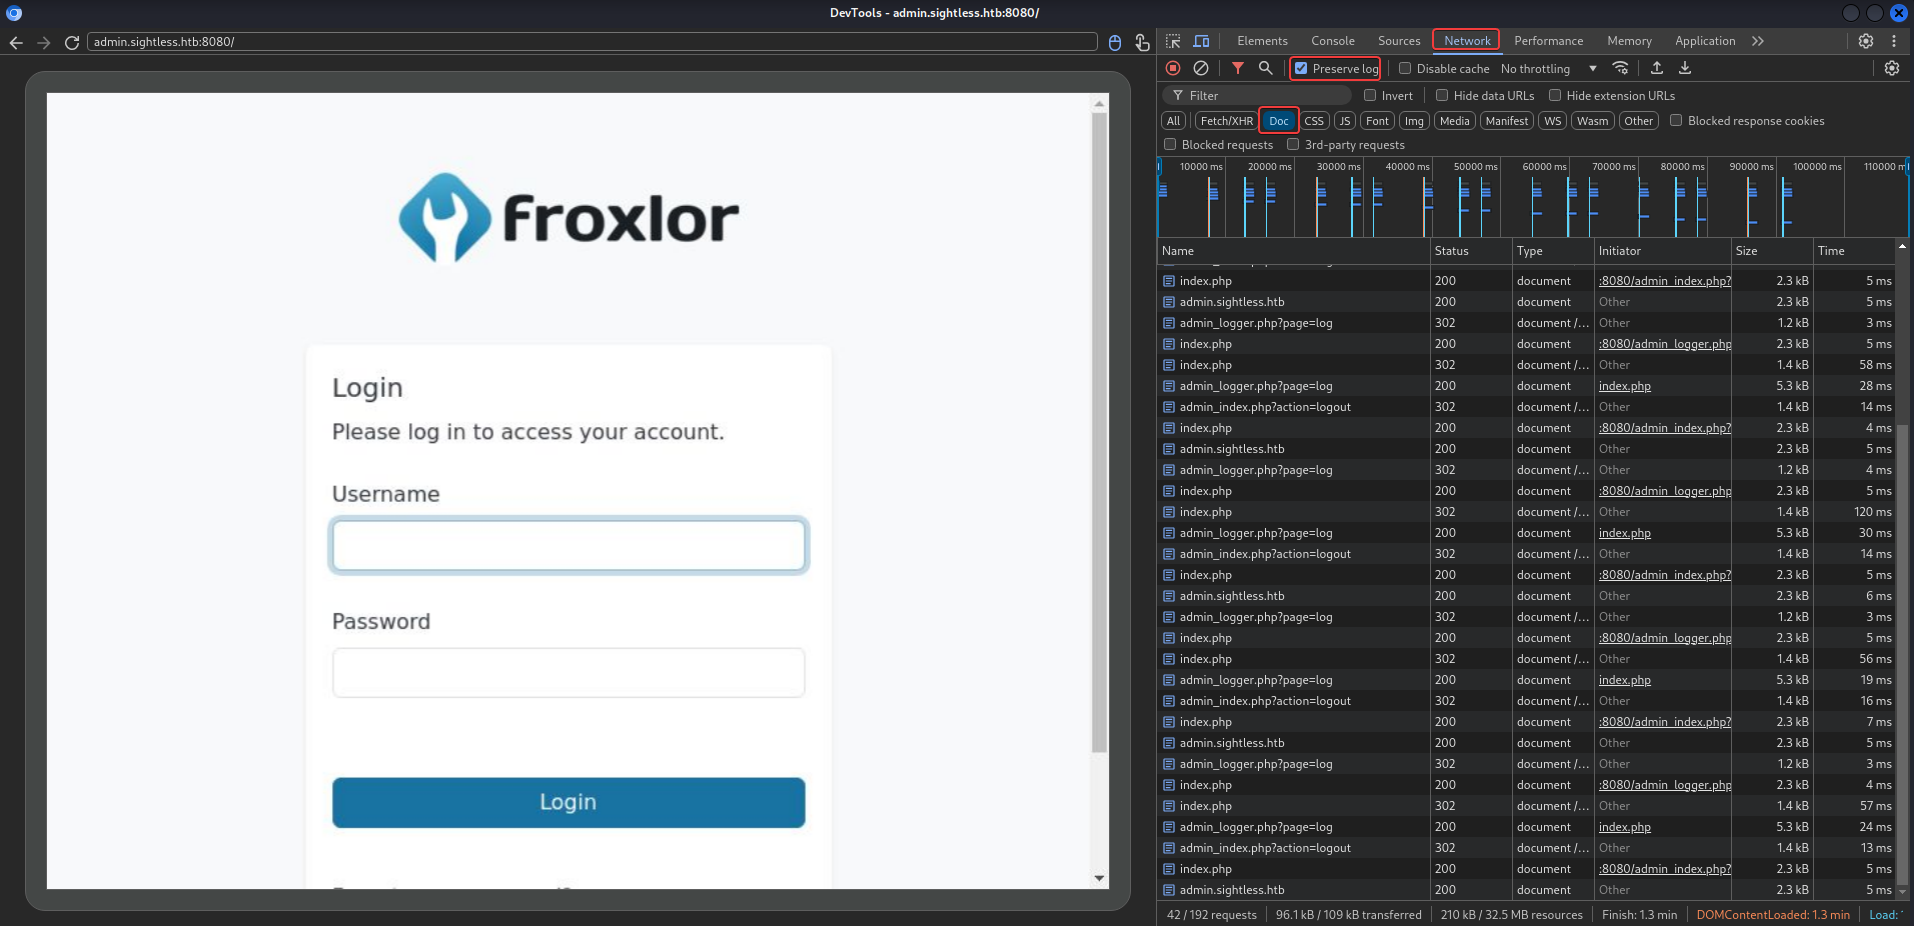 DevTools - admin.sightless.htb:8080/
admin.sightless.htb:8080/
Elements Console Sources Network Performance Memory Application
Preserve log Disable cache No throttling
Filter Invert Hide data URLs Hide extension URLs
All Fetch/XHR Doc CSS JS Font Img Media Manifest WS Wasm Other Blocked response cookies
Blocked requests 3rd-party requests
10000 ms 20000 ms 30000 ms 40000 ms 50000 ms 60000 ms 70000 ms 80000 ms 90000 ms 100000 ms 110000 m
froxlor
Login
Please log in to access your account.
Username
Password
Login
Name Status Type Initiator Size Time
index.php 200 document :8080/admin_index.php? 2.3 kB 5 ms
admin.sightless.htb 200 document Other 2.3 kB 5 ms
admin_logger.php?page=log 302 document /... Other 1.2 kB 3 ms
index.php 200 document :8080/admin_logger.php 2.3 kB 5 ms
index.php 302 document /... Other 1.4 kB 58 ms
admin_logger.php?page=log 200 document index.php 5.3 kB 28 ms
admin_index.php?action=logout 302 document /... Other 1.4 kB 14 ms
index.php 200 document :8080/admin_index.php? 2.3 kB 4 ms
admin.sightless.htb 200 document Other 2.3 kB 5 ms
admin_logger.php?page=log 302 document /... Other 1.2 kB 4 ms
index.php 200 document :8080/admin_logger.php 2.3 kB 5 ms
index.php 302 document /... Other 1.4 kB 120 ms
admin_logger.php?page=log 200 document index.php 5.3 kB 30 ms
admin_index.php?action=logout 302 document /... Other 1.4 kB 14 ms
index.php 200 document :8080/admin_index.php? 2.3 kB 5 ms
admin.sightless.htb 200 document Other 2.3 kB 6 ms
admin_logger.php?page=log 302 document /... Other 1.2 kB 3 ms
index.php 200 document :8080/admin_logger.php 2.3 kB 5 ms
index.php 302 document /... Other 1.4 kB 56 ms
admin_logger.php?page=log 200 document index.php 5.3 kB 19 ms
admin_index.php?action=logout 302 document /... Other 1.4 kB 16 ms
index.php 200 document :8080/admin_index.php? 2.3 kB 7 ms
admin.sightless.htb 200 document Other 2.3 kB 5 ms
admin_logger.php?page=log 302 document /... Other 1.2 kB 3 ms
index.php 200 document :8080/admin_logger.php 2.3 kB 4 ms
index.php 302 document /... Other 1.4 kB 57 ms
admin_logger.php?page=log 200 document index.php 5.3 kB 24 ms
admin_index.php?action=logout 302 document /... Other 1.4 kB 13 ms
index.php 200 document :8080/admin_index.php? 2.3 kB 5 ms
admin.sightless.htb 200 document Other 2.3 kB 5 ms
42 / 192 requests 96.1 kB / 109 kB transferred 210 kB / 32.5 MB resources Finish: 1.3 min DOMContentLoaded: 1.3 min Load: